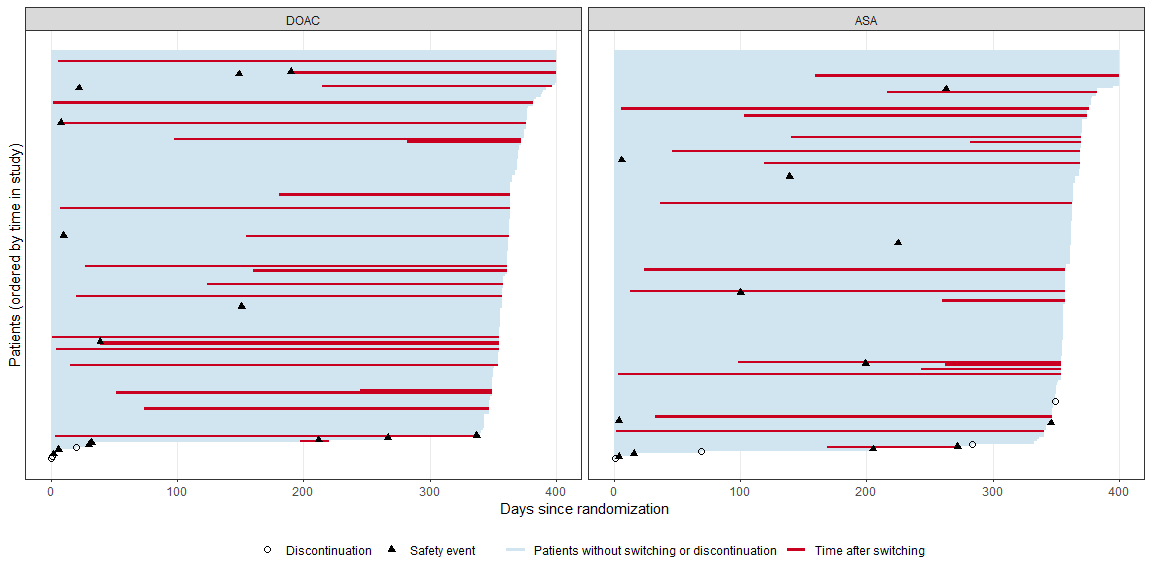 DOAC
ASA
Patients (ordered by time in study)
0 100 200 300 400
0 100 200 300 400
Days since randomization
Discontinuation Safety event Patients without switching or discontinuation Time after switching